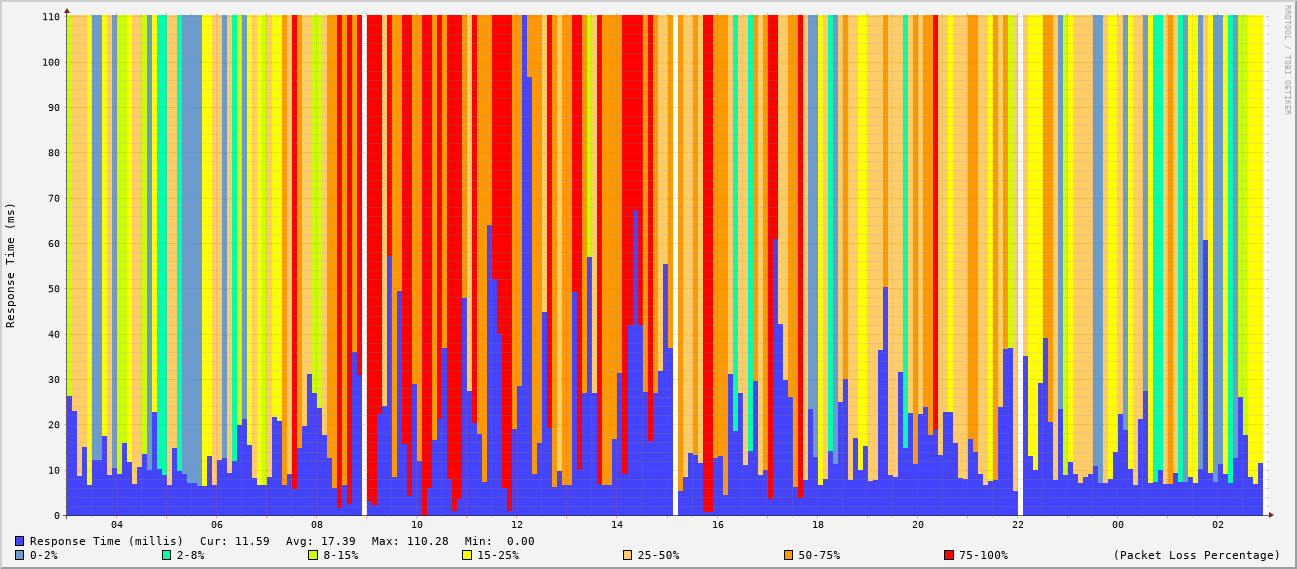 RRDTOOL / TOBI OETIKER
Response Time (ms)
110
100
90
80
70
60
50
40
30
20
10
0
04 06 08 10 12 14 16 18 20 22 00 02
Response Time (millis) Cur: 11.59 Avg: 17.39 Max: 110.28 Min: 0.00
0-2% 2-8% 8-15% 15-25% 25-50% 50-75% 75-100% (Packet Loss Percentage)